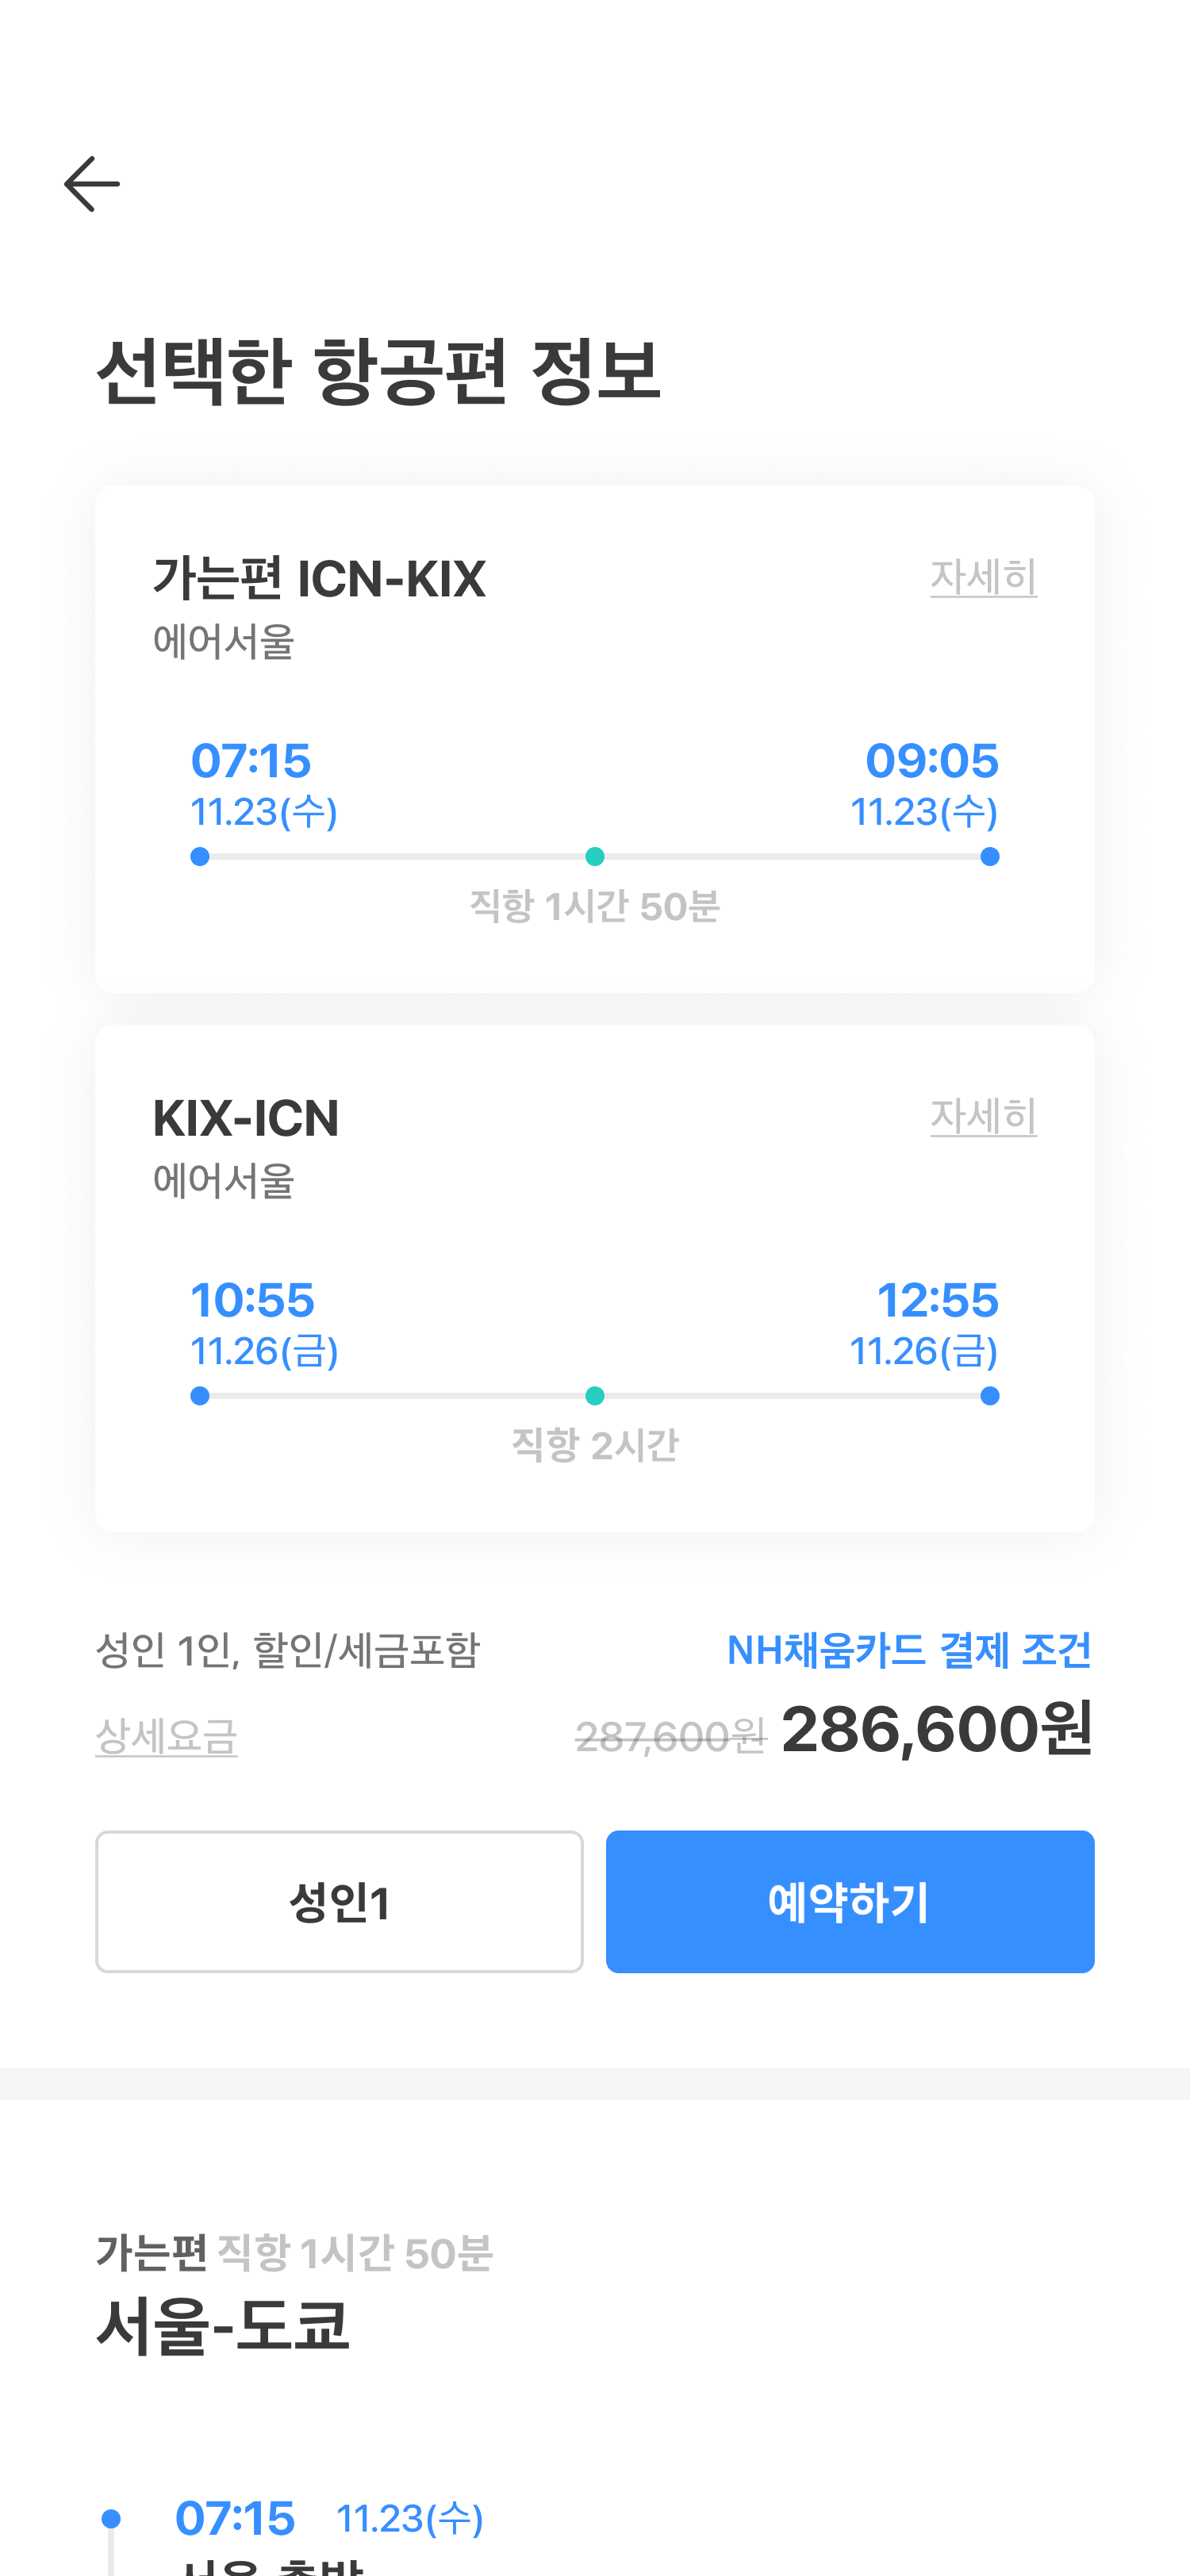 선택한 항공편 정보
가는편 ICN-KIX
자세히
에어서울
07:15
09:05
11.23(수)
11.23(수)
직항 1시간 50분
KIX-ICN
자세히
에어서울
10:55
12:55
11.26(금)
11.26(금)
직항 2시간
성인 1인, 할인/세금포함
NH채움카드 결제 조건
상세요금
287,600원 286,600원
성인1
예약하기
가는편 직항 1시간 50분
서울-도쿄
07:15 11.23(수)
서울 출발